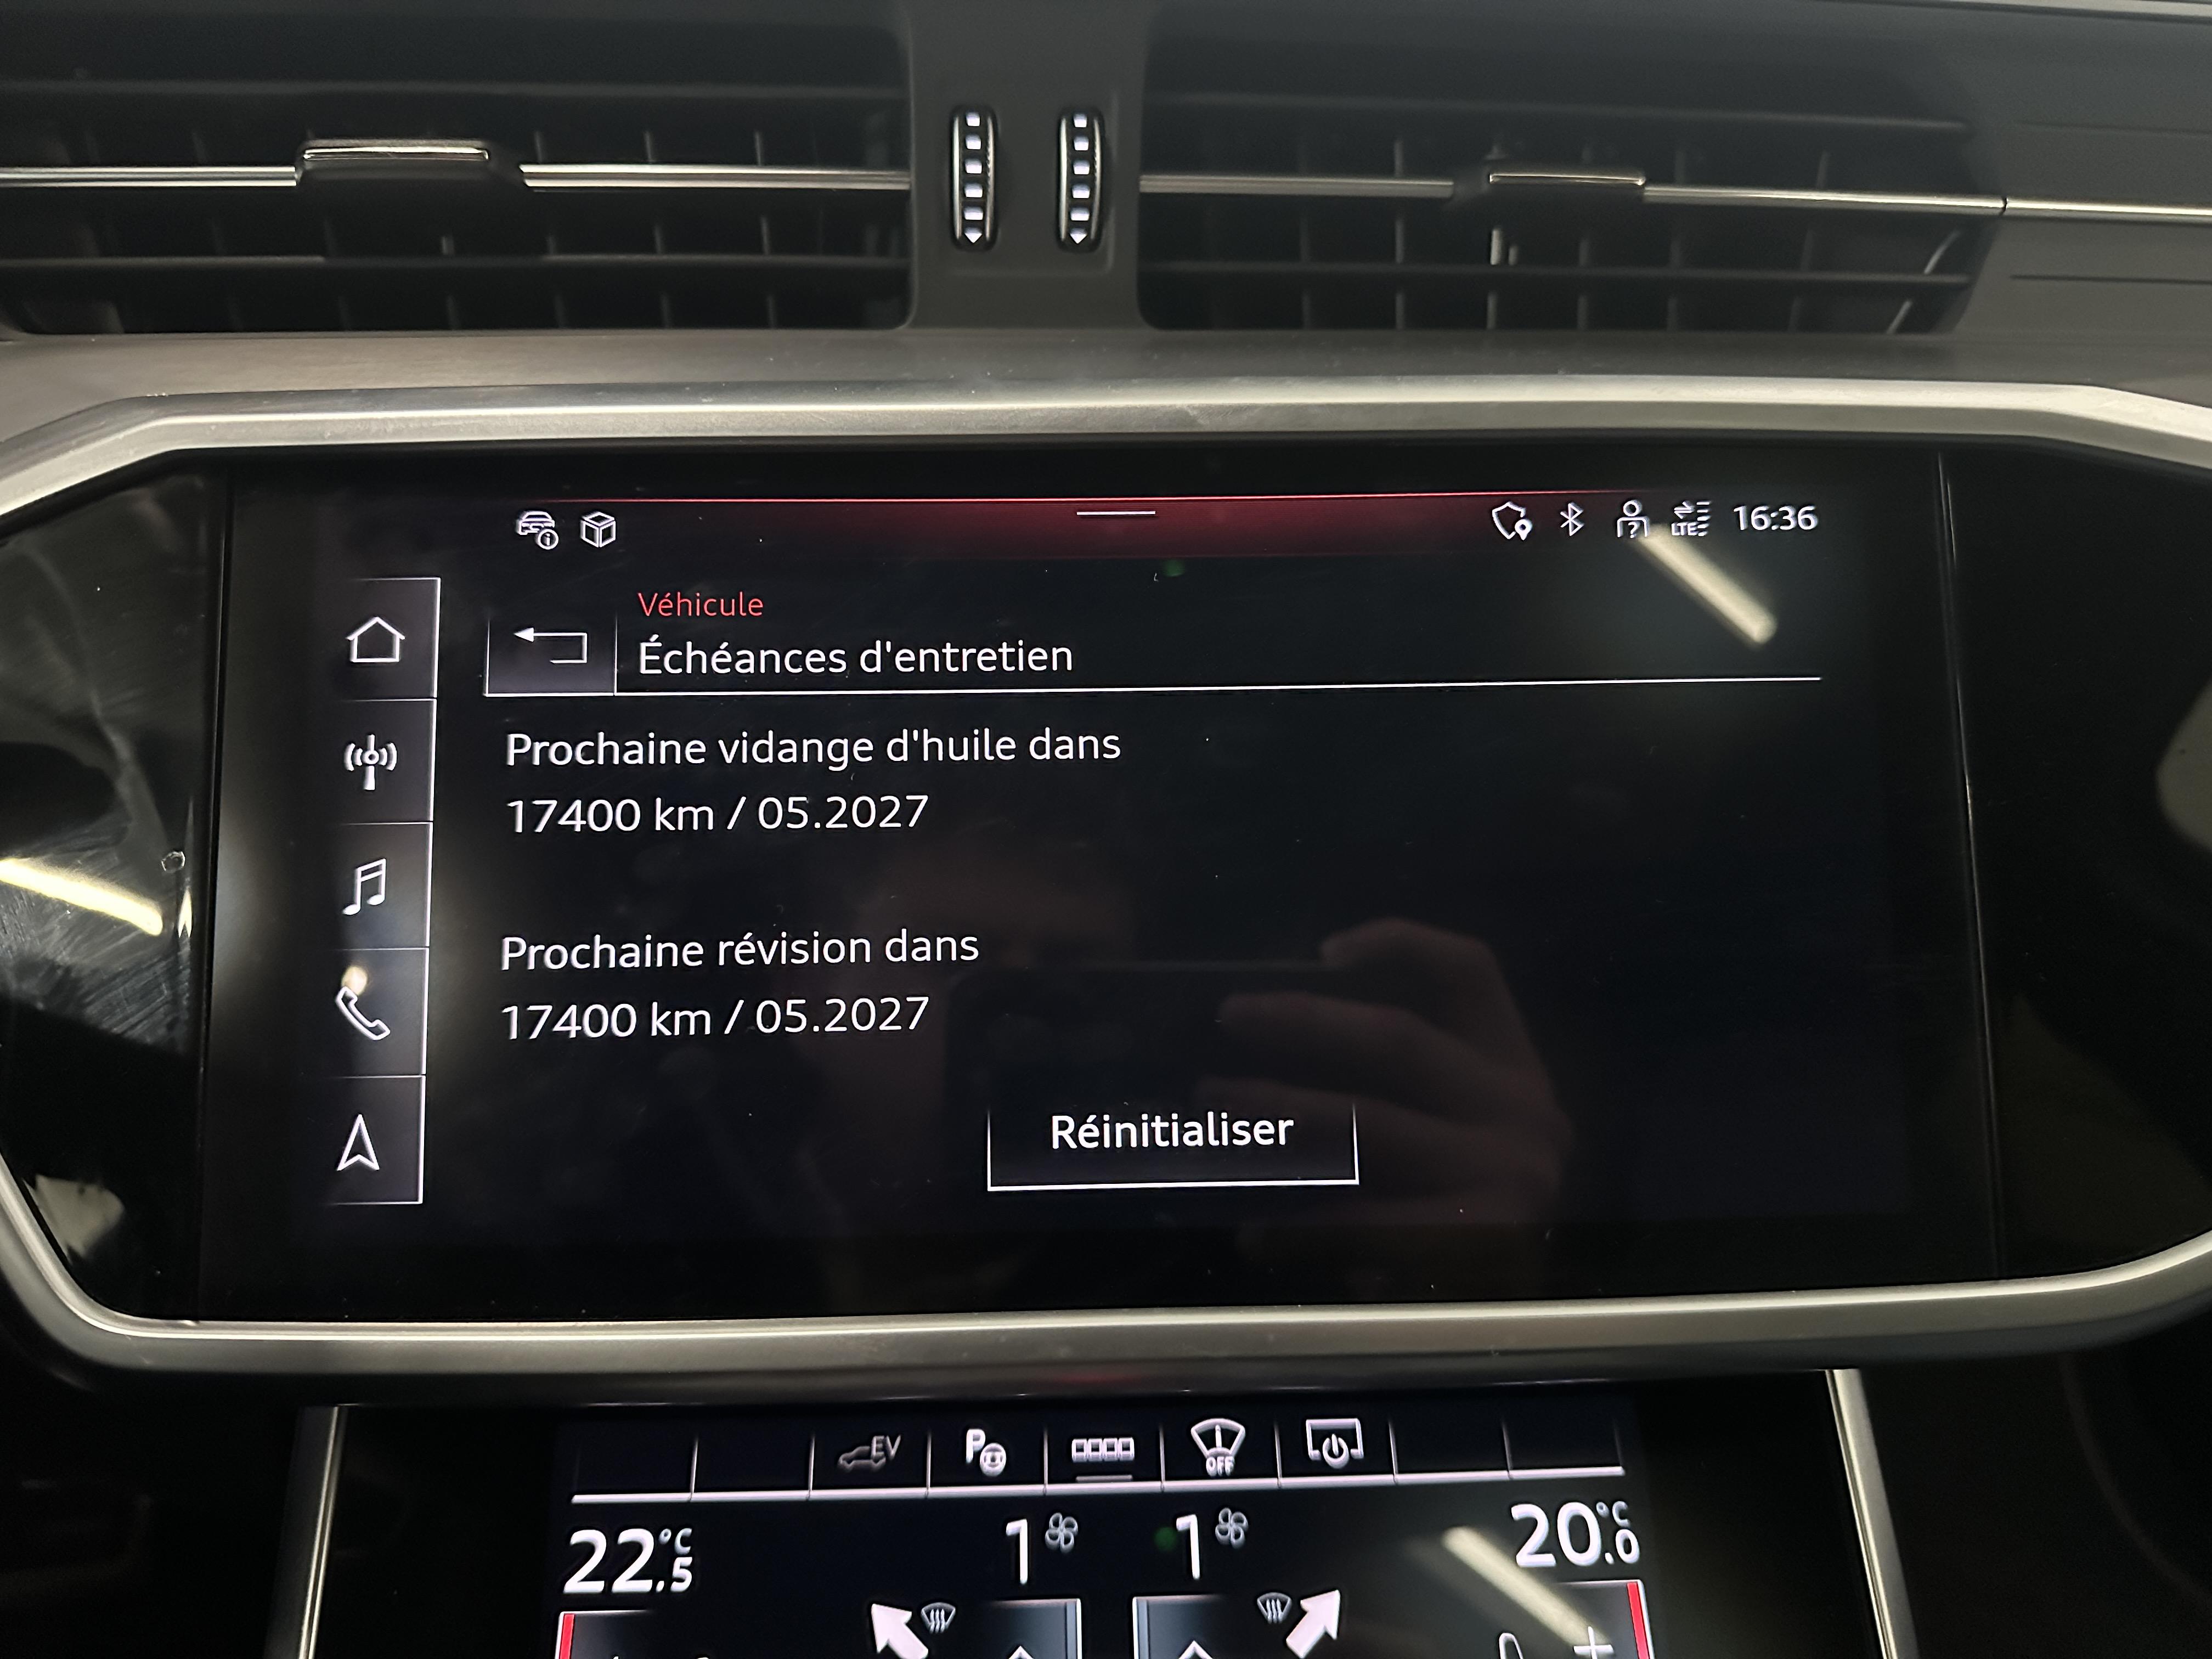 LTE 16:36
Véhicule
Échéances d'entretien
Prochaine vidange d'huile dans
17400 km / 05.2027
Prochaine révision dans
17400 km / 05.2027
Réinitialiser
EV P OFF
22.5 °C 1 1 20.0 °C